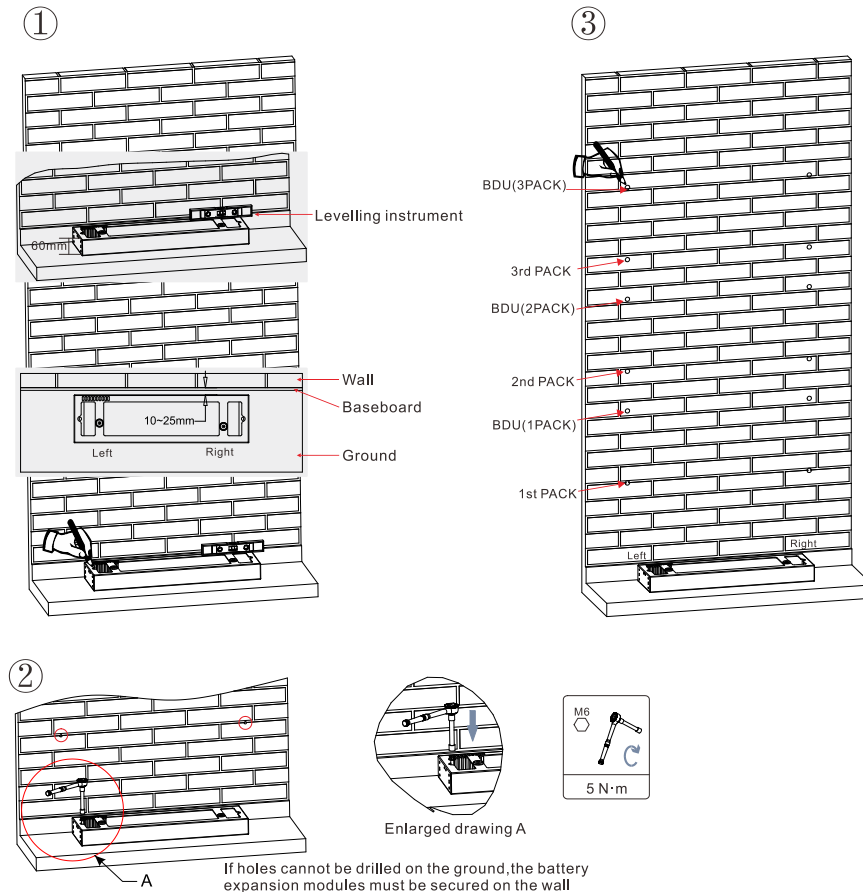 ①
Levelling instrument
60mm
Wall
Baseboard
10~25mm
Left
Right
Ground
③
BDU(3PACK)
3rd PACK
BDU(2PACK)
2nd PACK
BDU(1PACK)
1st PACK
Left
Right
②
A
Enlarged drawing A
M6
5 N·m
If holes cannot be drilled on the ground,the battery
expansion modules must be secured on the wall